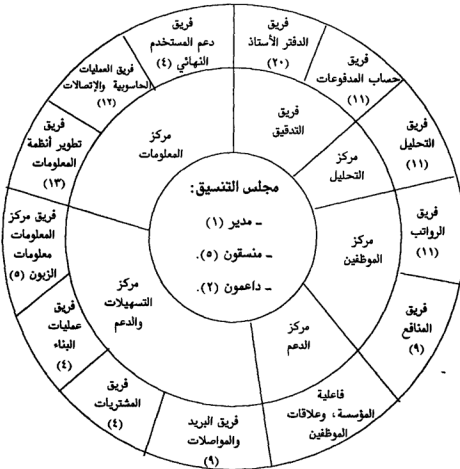 فريق
الدفتر الأستاذ
(٢٠)
فريق
حساب المدفوعات
(١١)
فريق
التحليل
(١١)
فريق
الرواتب
(١١)
فريق
المنافع
(٩)
فاعلية
المؤسسة، وعلاقات
الموظفين
فريق البريد
والمواصلات
(٩)
فريق
المشتريات
(٤)
فريق
عمليات
البناء
(٤)
فريق مركز
المعلومات
معلومات
الزبون (٥)
فريق
تطوير أنظمة
المعلومات
(١٣)
فريق العمليات
الحاسوبية والإتصالات
(١٢)
فريق
دعم المستخدم
النهائي (٤)
فريق
التدقيق
مركز
التحليل
مركز
الموظفين
مركز
الدعم
مركز
التسهيلات
والدعم
مركز
المعلومات
مجلس التنسيق:
ـ مدير (١)
ـ منسقون (٥).
ـ داعمون (٢).